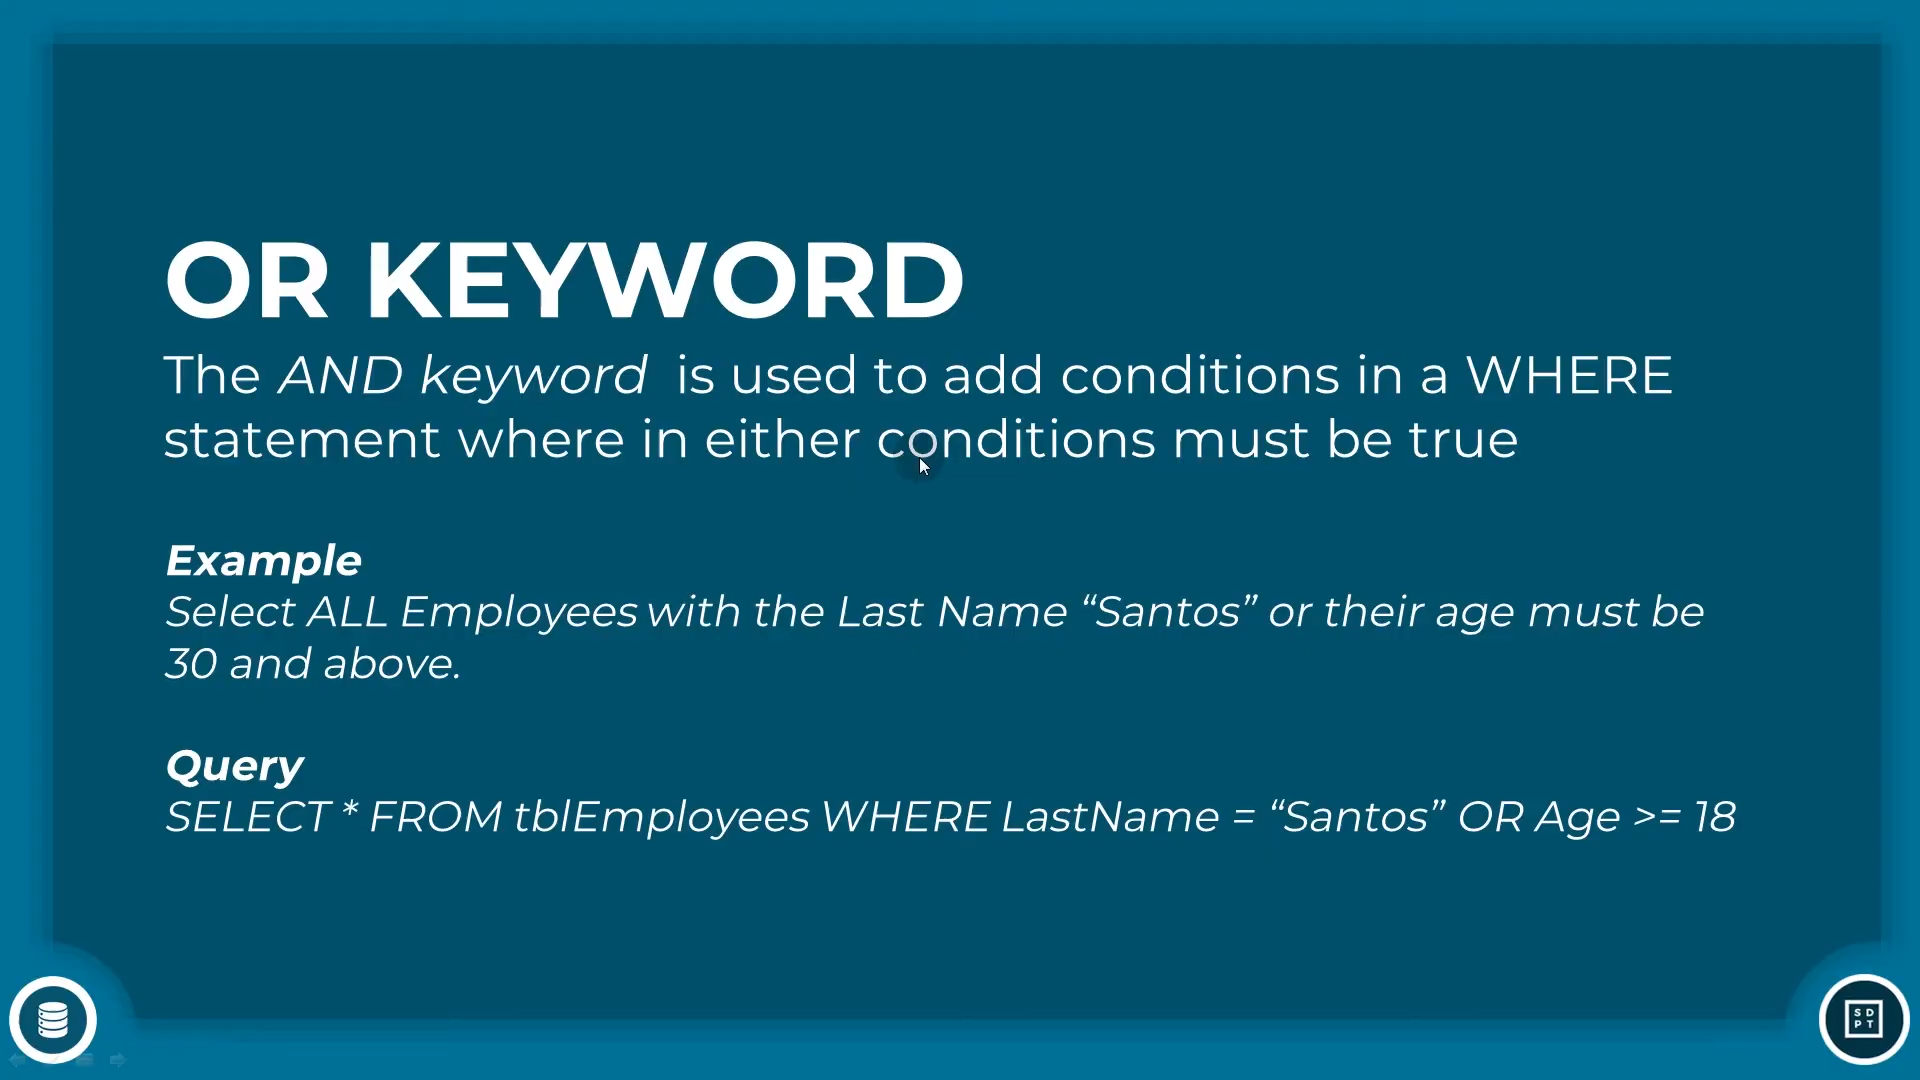 OR KEYWORD
The AND keyword is used to add conditions in a WHERE
statement where in either conditions must be true
Example
Select ALL Employees with the Last Name “Santos” or their age must be
30 and above.
Query
SELECT * FROM tblEmployees WHERE LastName = “Santos” OR Age >= 18
SD
PT